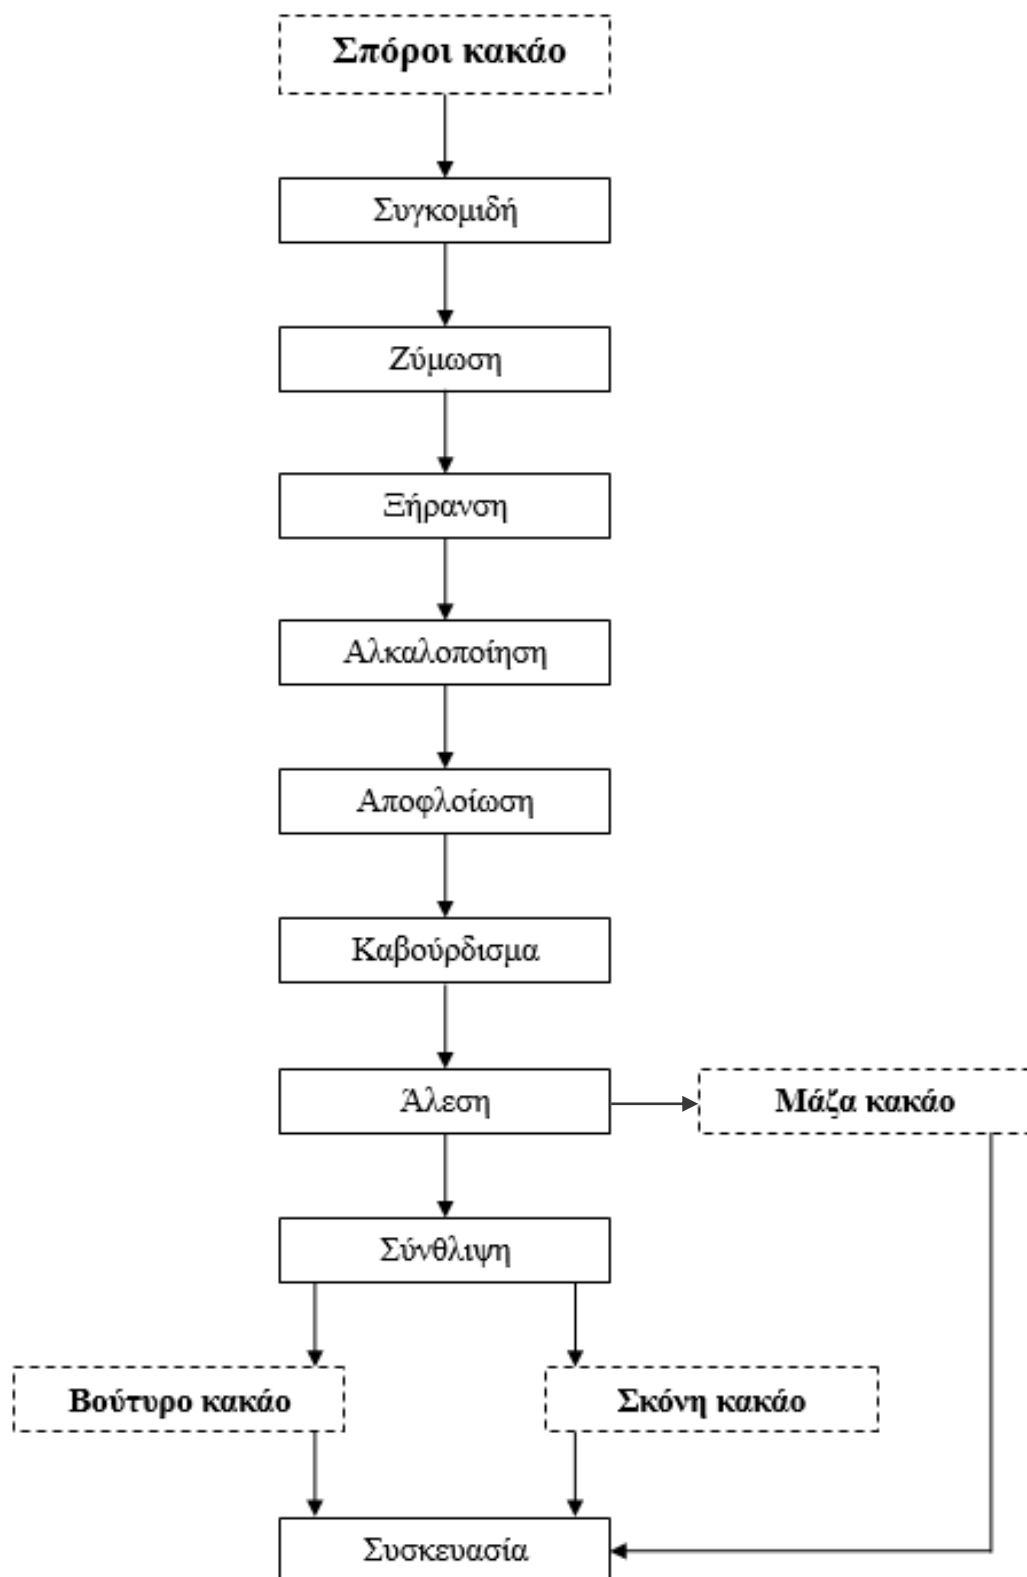 Σπόροι κακάο
Συγκομιδή
Ζύμωση
Ξήρανση
Αλκαλοποίηση
Αποφλοίωση
Καβούρδισμα
Άλεση
Μάζα κακάο
Σύνθλιψη
Βούτυρο κακάο
Σκόνη κακάο
Συσκευασία